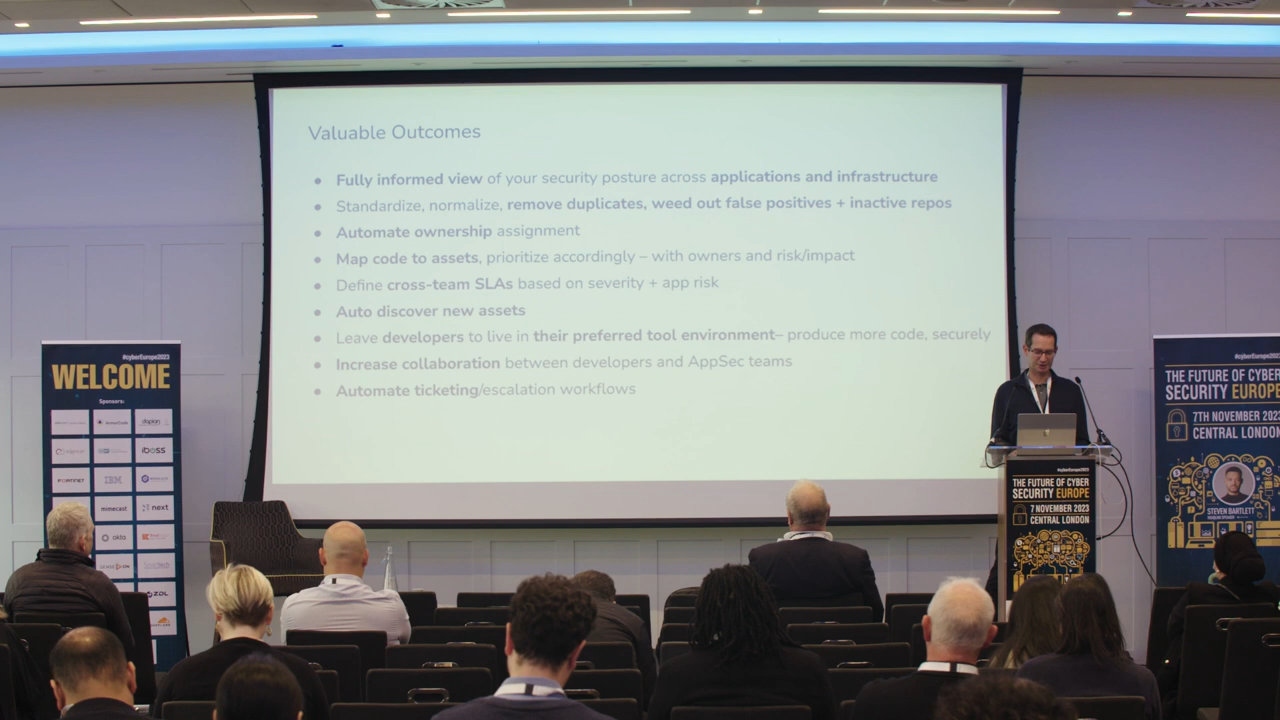 Valuable Outcomes
● Fully informed view of your security posture across applications and infrastructure
● Standardize, normalize, remove duplicates, weed out false positives + inactive repos
● Automate ownership assignment
● Map code to assets, prioritize accordingly – with owners and risk/impact
● Define cross-team SLAs based on severity + app risk
● Auto discover new assets
● Leave developers to live in their preferred tool environment– produce more code, securely
● Increase collaboration between developers and AppSec teams
● Automate ticketing/escalation workflows
#cyberEurope2023
WELCOME
Sponsors:
iboss
FORTINET
IBM
mimecast
next
okta
ZOL
#cyberEurope2023
THE FUTURE OF CYBER
SECURITY EUROPE
7 NOVEMBER 2023
CENTRAL LONDON
#cyberEurope2023
THE FUTURE OF CYBER
SECURITY EUROPE
7TH NOVEMBER 2023
CENTRAL LONDON
STEVEN BARTLETT
HEADLINE SPEAKER